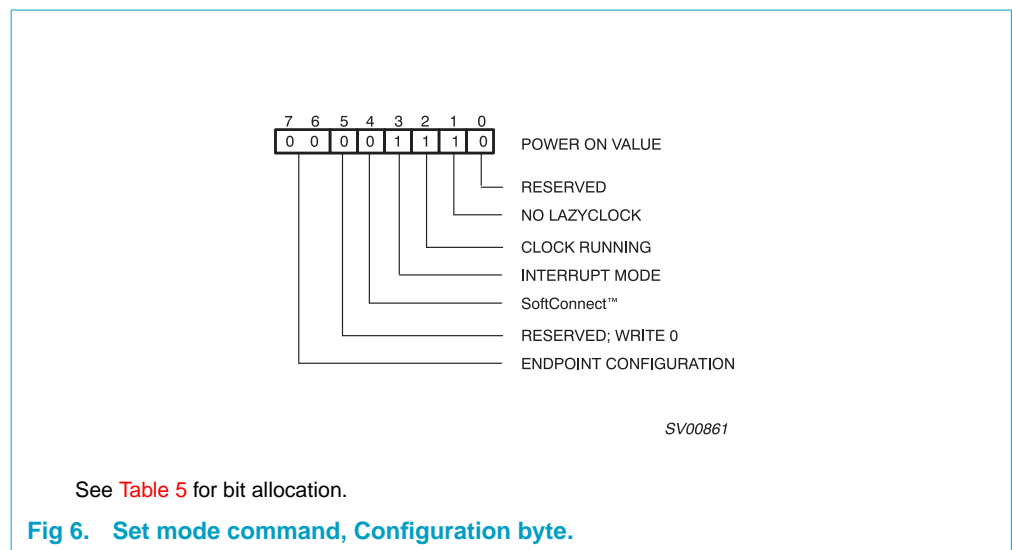 7 6 5 4 3 2 1 0
0 0 0 0 1 1 1 0 POWER ON VALUE
RESERVED
NO LAZYCLOCK
CLOCK RUNNING
INTERRUPT MODE
SoftConnect™
RESERVED; WRITE 0
ENDPOINT CONFIGURATION
SV00861
See Table 5 for bit allocation.
Fig 6. Set mode command, Configuration byte.